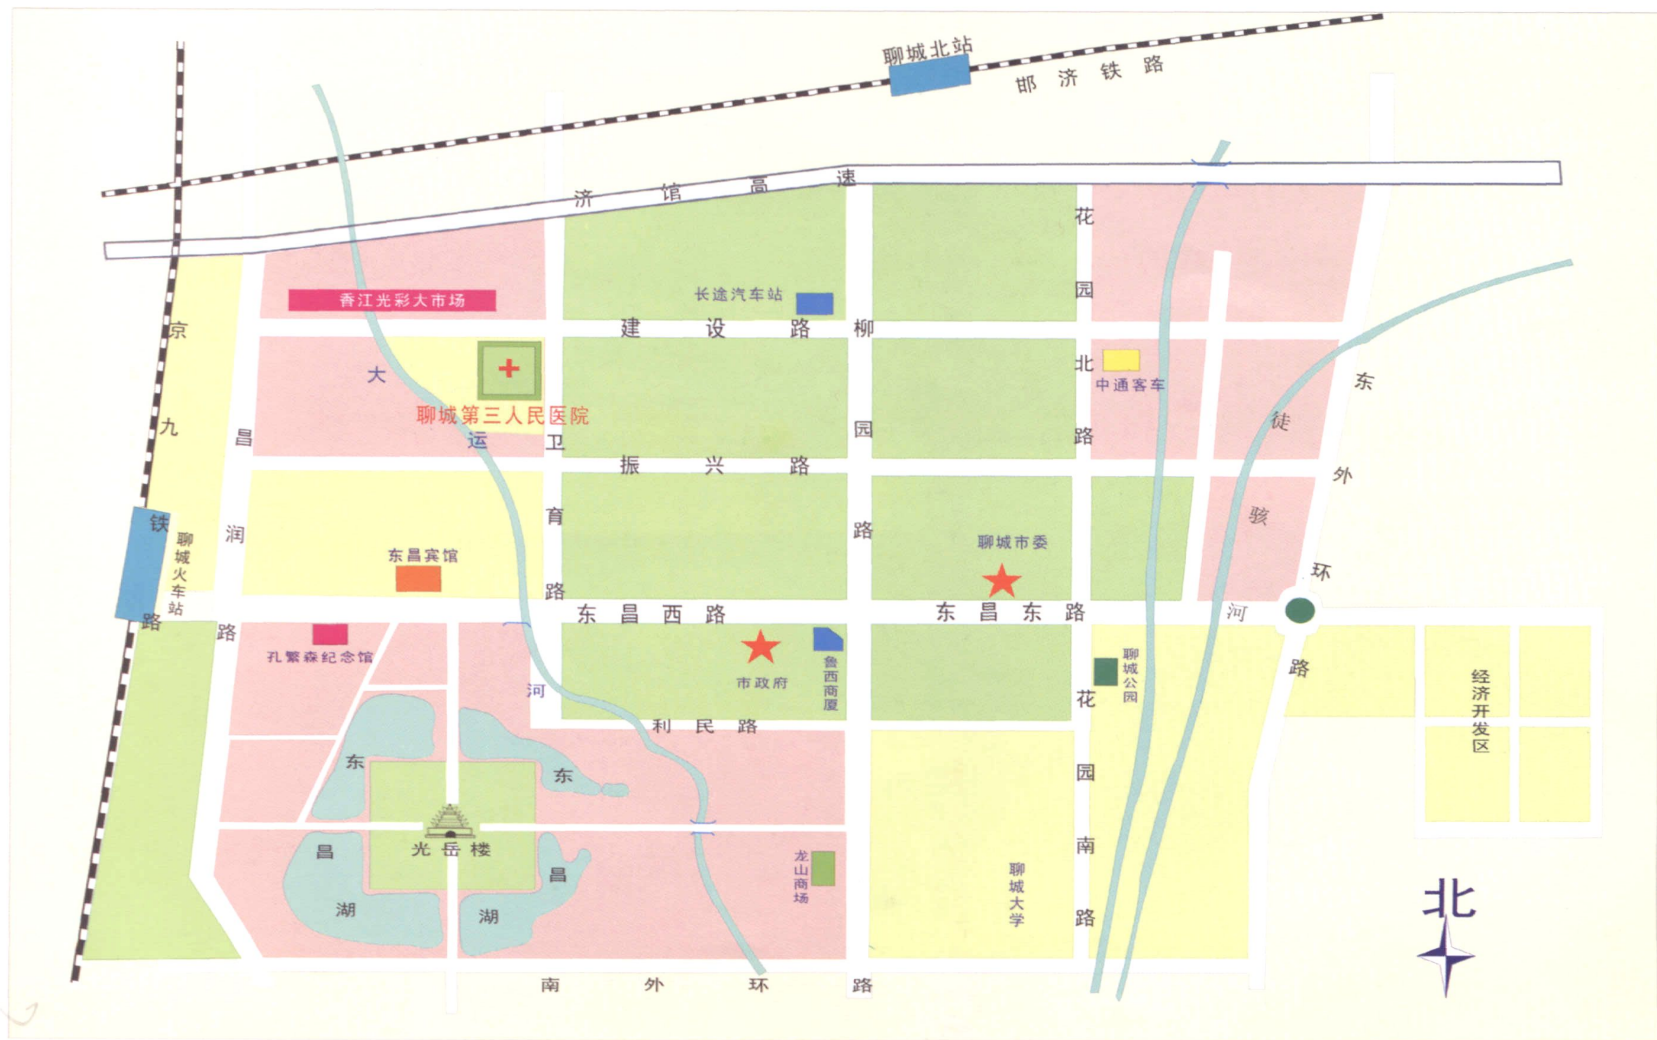 聊城北站
邯济铁路
济馆高速
香江光彩大市场
长途汽车站
建设路
京九铁路
大运河
聊城第三人民医院
振兴路
昌润路
卫育路
柳园路
花园北路
中通客车
徒骇河
东外环路
聊城火车站
东昌宾馆
聊城市委
东昌西路
东昌东路
孔繁森纪念馆
市政府
鲁西商厦
聊城公园
经济开发区
利民路
花园南路
东昌湖
东昌湖
光岳楼
龙山商场
聊城大学
南外环路
北